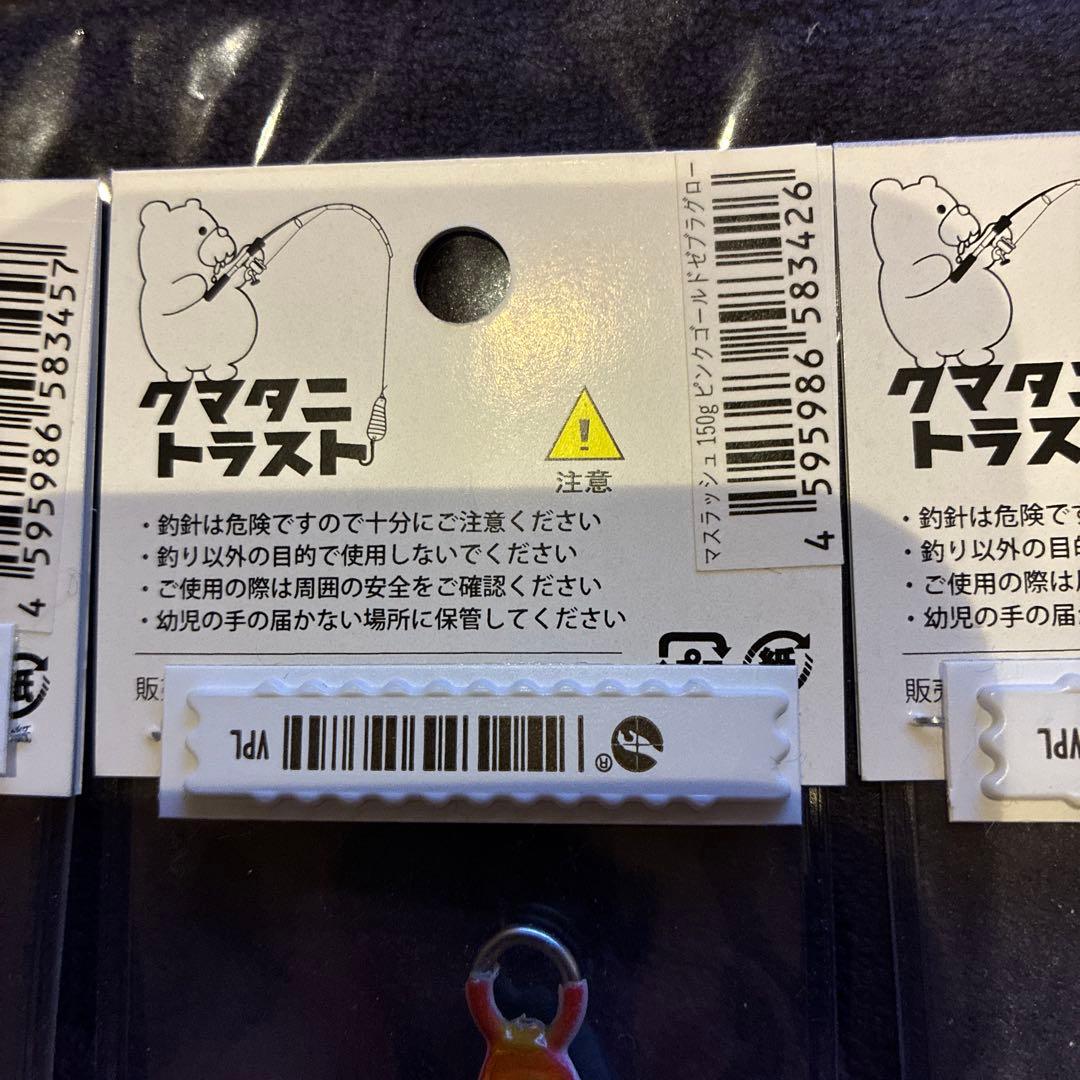 4 595986 583457
クマタニ
トラスト
注意
・釣針は危険ですので十分にご注意ください
・釣り以外の目的で使用しないでください
・ご使用の際は周囲の安全をご確認ください
・幼児の手の届かない場所に保管してください
販
マスラッシュ 150g ピンクゴールドゼブラグロー
4 595986 583426
紙
VPL
®
クマタニ
トラス
・釣針は危険です
・釣り以外の目的
・ご使用の際は
・幼児の手の届
販売
VPL